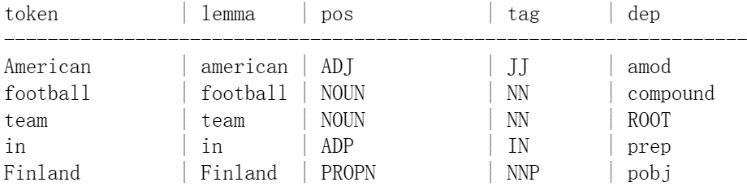 token | lemma | pos | tag | dep
----------------------------------------------------------------------
American | american | ADJ | JJ | amod
football | football | NOUN | NN | compound
team | team | NOUN | NN | ROOT
in | in | ADP | IN | prep
Finland | Finland | PROPN | NNP | pobj